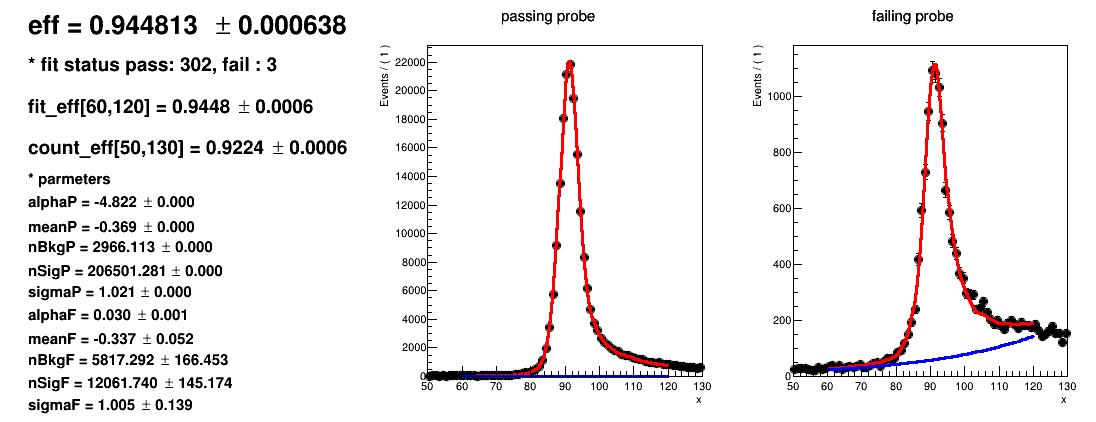 eff = 0.944813 ± 0.000638
* fit status pass: 302, fail : 3
fit_eff[60,120] = 0.9448 ± 0.0006
count_eff[50,130] = 0.9224 ± 0.0006
* parmeters
alphaP = -4.822 ± 0.000
meanP = -0.369 ± 0.000
nBkgP = 2966.113 ± 0.000
nSigP = 206501.281 ± 0.000
sigmaP = 1.021 ± 0.000
alphaF = 0.030 ± 0.001
meanF = -0.337 ± 0.052
nBkgF = 5817.292 ± 166.453
nSigF = 12061.740 ± 145.174
sigmaF = 1.005 ± 0.139
passing probe
Events / ( 1 )
22000
20000
18000
16000
14000
12000
10000
8000
6000
4000
2000
0
50 60 70 80 90 100 110 120 130
x
failing probe
Events / ( 1 )
1000
800
600
400
200
0
50 60 70 80 90 100 110 120 130
x